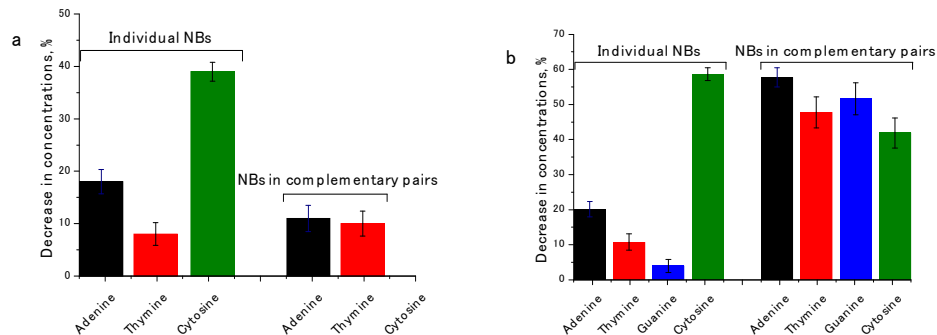 a
Decrease in concentrations, %
50
40
30
20
10
0
Individual NBs
NBs in complementary pairs
Adenine
Thymine
Cytosine
Adenine
Thymine
Cytosine
b
Decrease in concentrations, %
70
60
50
40
30
20
10
0
Individual NBs
NBs in complementary pairs
Adenine
Thymine
Guanine
Cytosine
Adenine
Thymine
Guanine
Cytosine